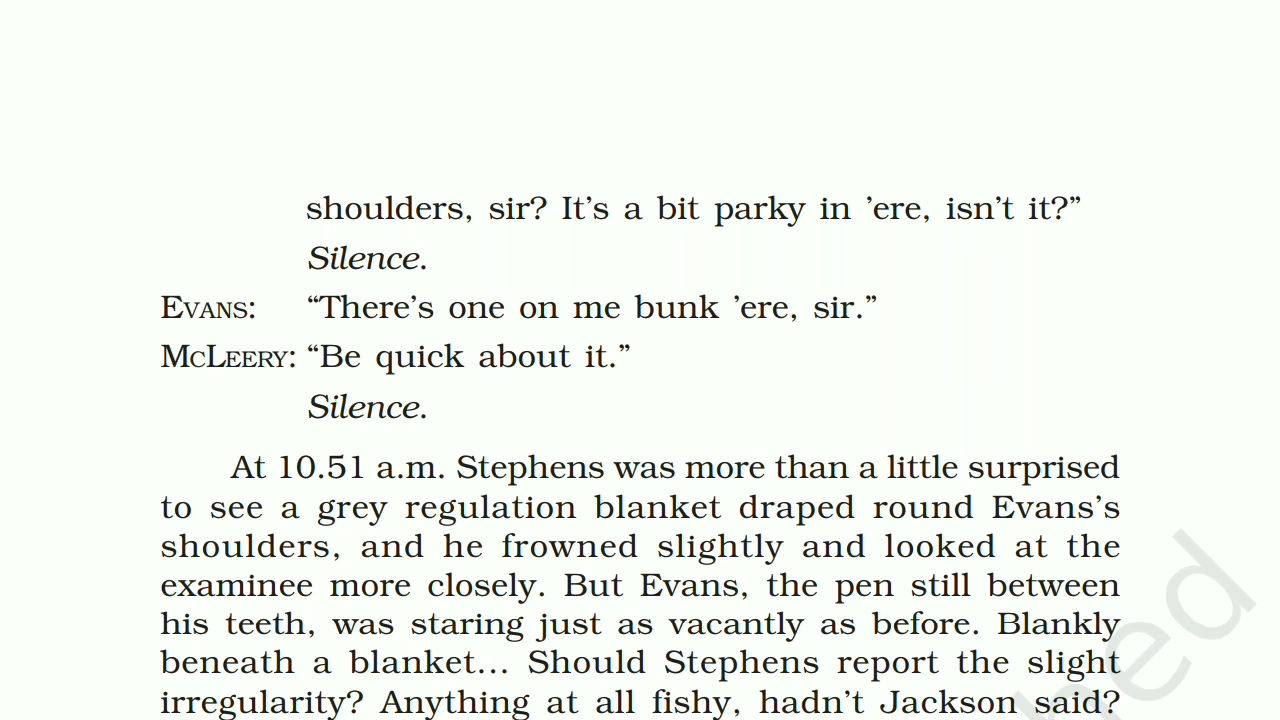 shoulders, sir? It’s a bit parky in ’ere, isn’t it?”
Silence.
EVANS: “There’s one on me bunk ’ere, sir.”
MCLEERY: “Be quick about it.”
Silence.
At 10.51 a.m. Stephens was more than a little surprised
to see a grey regulation blanket draped round Evans’s
shoulders, and he frowned slightly and looked at the
examinee more closely. But Evans, the pen still between
his teeth, was staring just as vacantly as before. Blankly
beneath a blanket... Should Stephens report the slight
irregularity? Anything at all fishy, hadn’t Jackson said?
hed